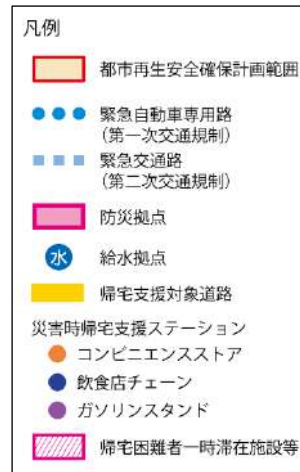 凡例
都市再生安全確保計画範囲
緊急自動車専用路
(第一次交通規制)
緊急交通路
(第二次交通規制)
防災拠点
水 給水拠点
帰宅支援対象道路
災害時帰宅支援ステーション
コンビニエンスストア
飲食店チェーン
ガソリンスタンド
帰宅困難者一時滞在施設等